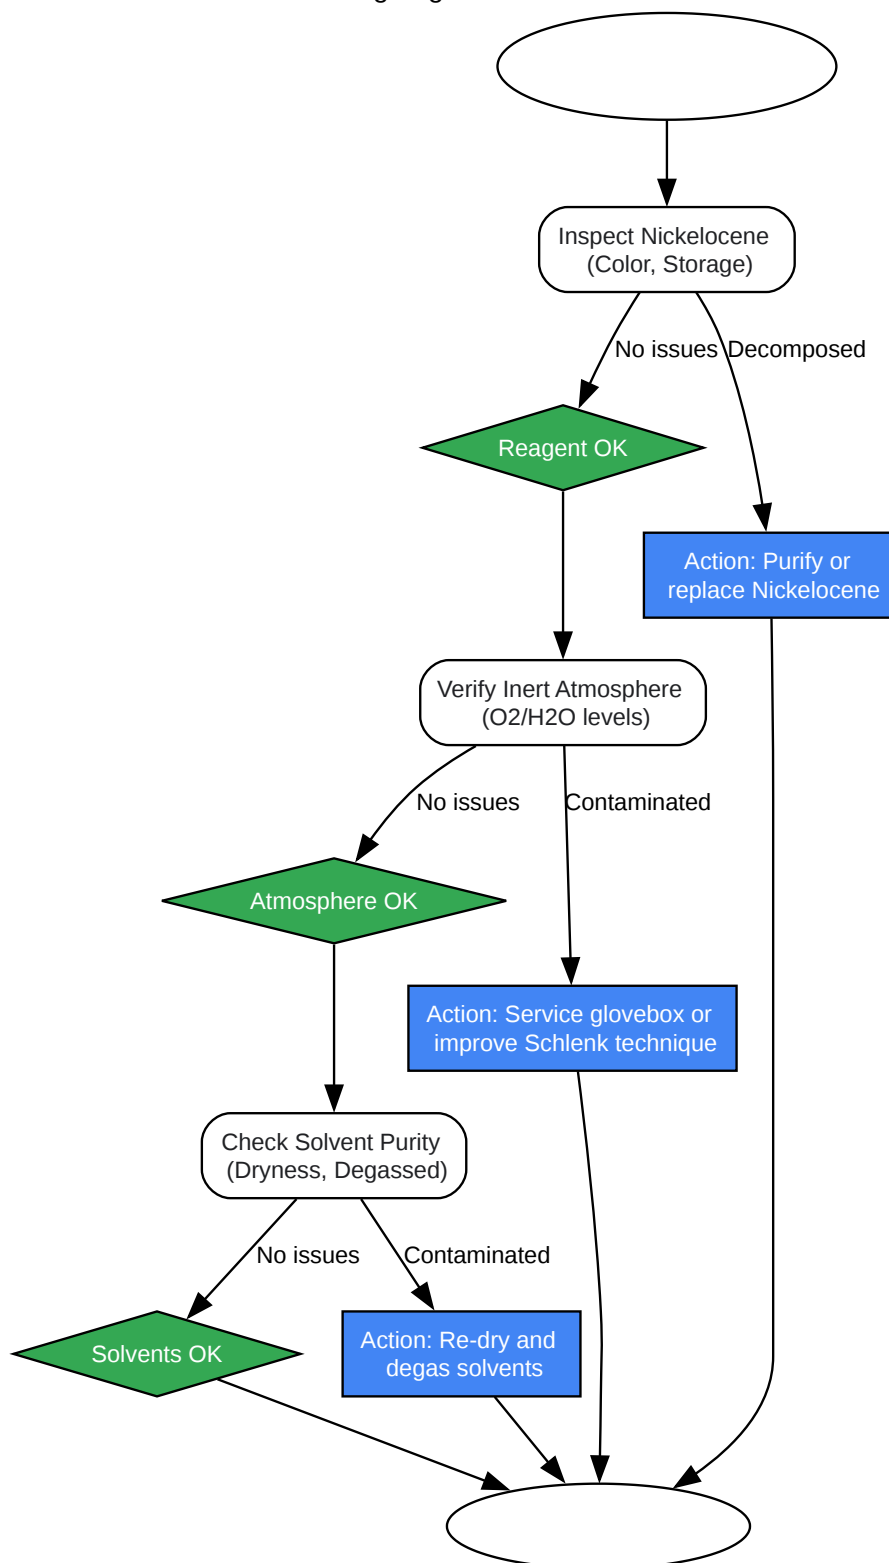 Inspect Nickelocene
(Color, Storage)
No issues
Decomposed
Reagent OK
Action: Purify or
replace Nickelocene
Verify Inert Atmosphere
(O2/H2O levels)
No issues
Contaminated
Atmosphere OK
Action: Service glovebox or
improve Schlenk technique
Check Solvent Purity
(Dryness, Degassed)
No issues
Contaminated
Solvents OK
Action: Re-dry and
degas solvents